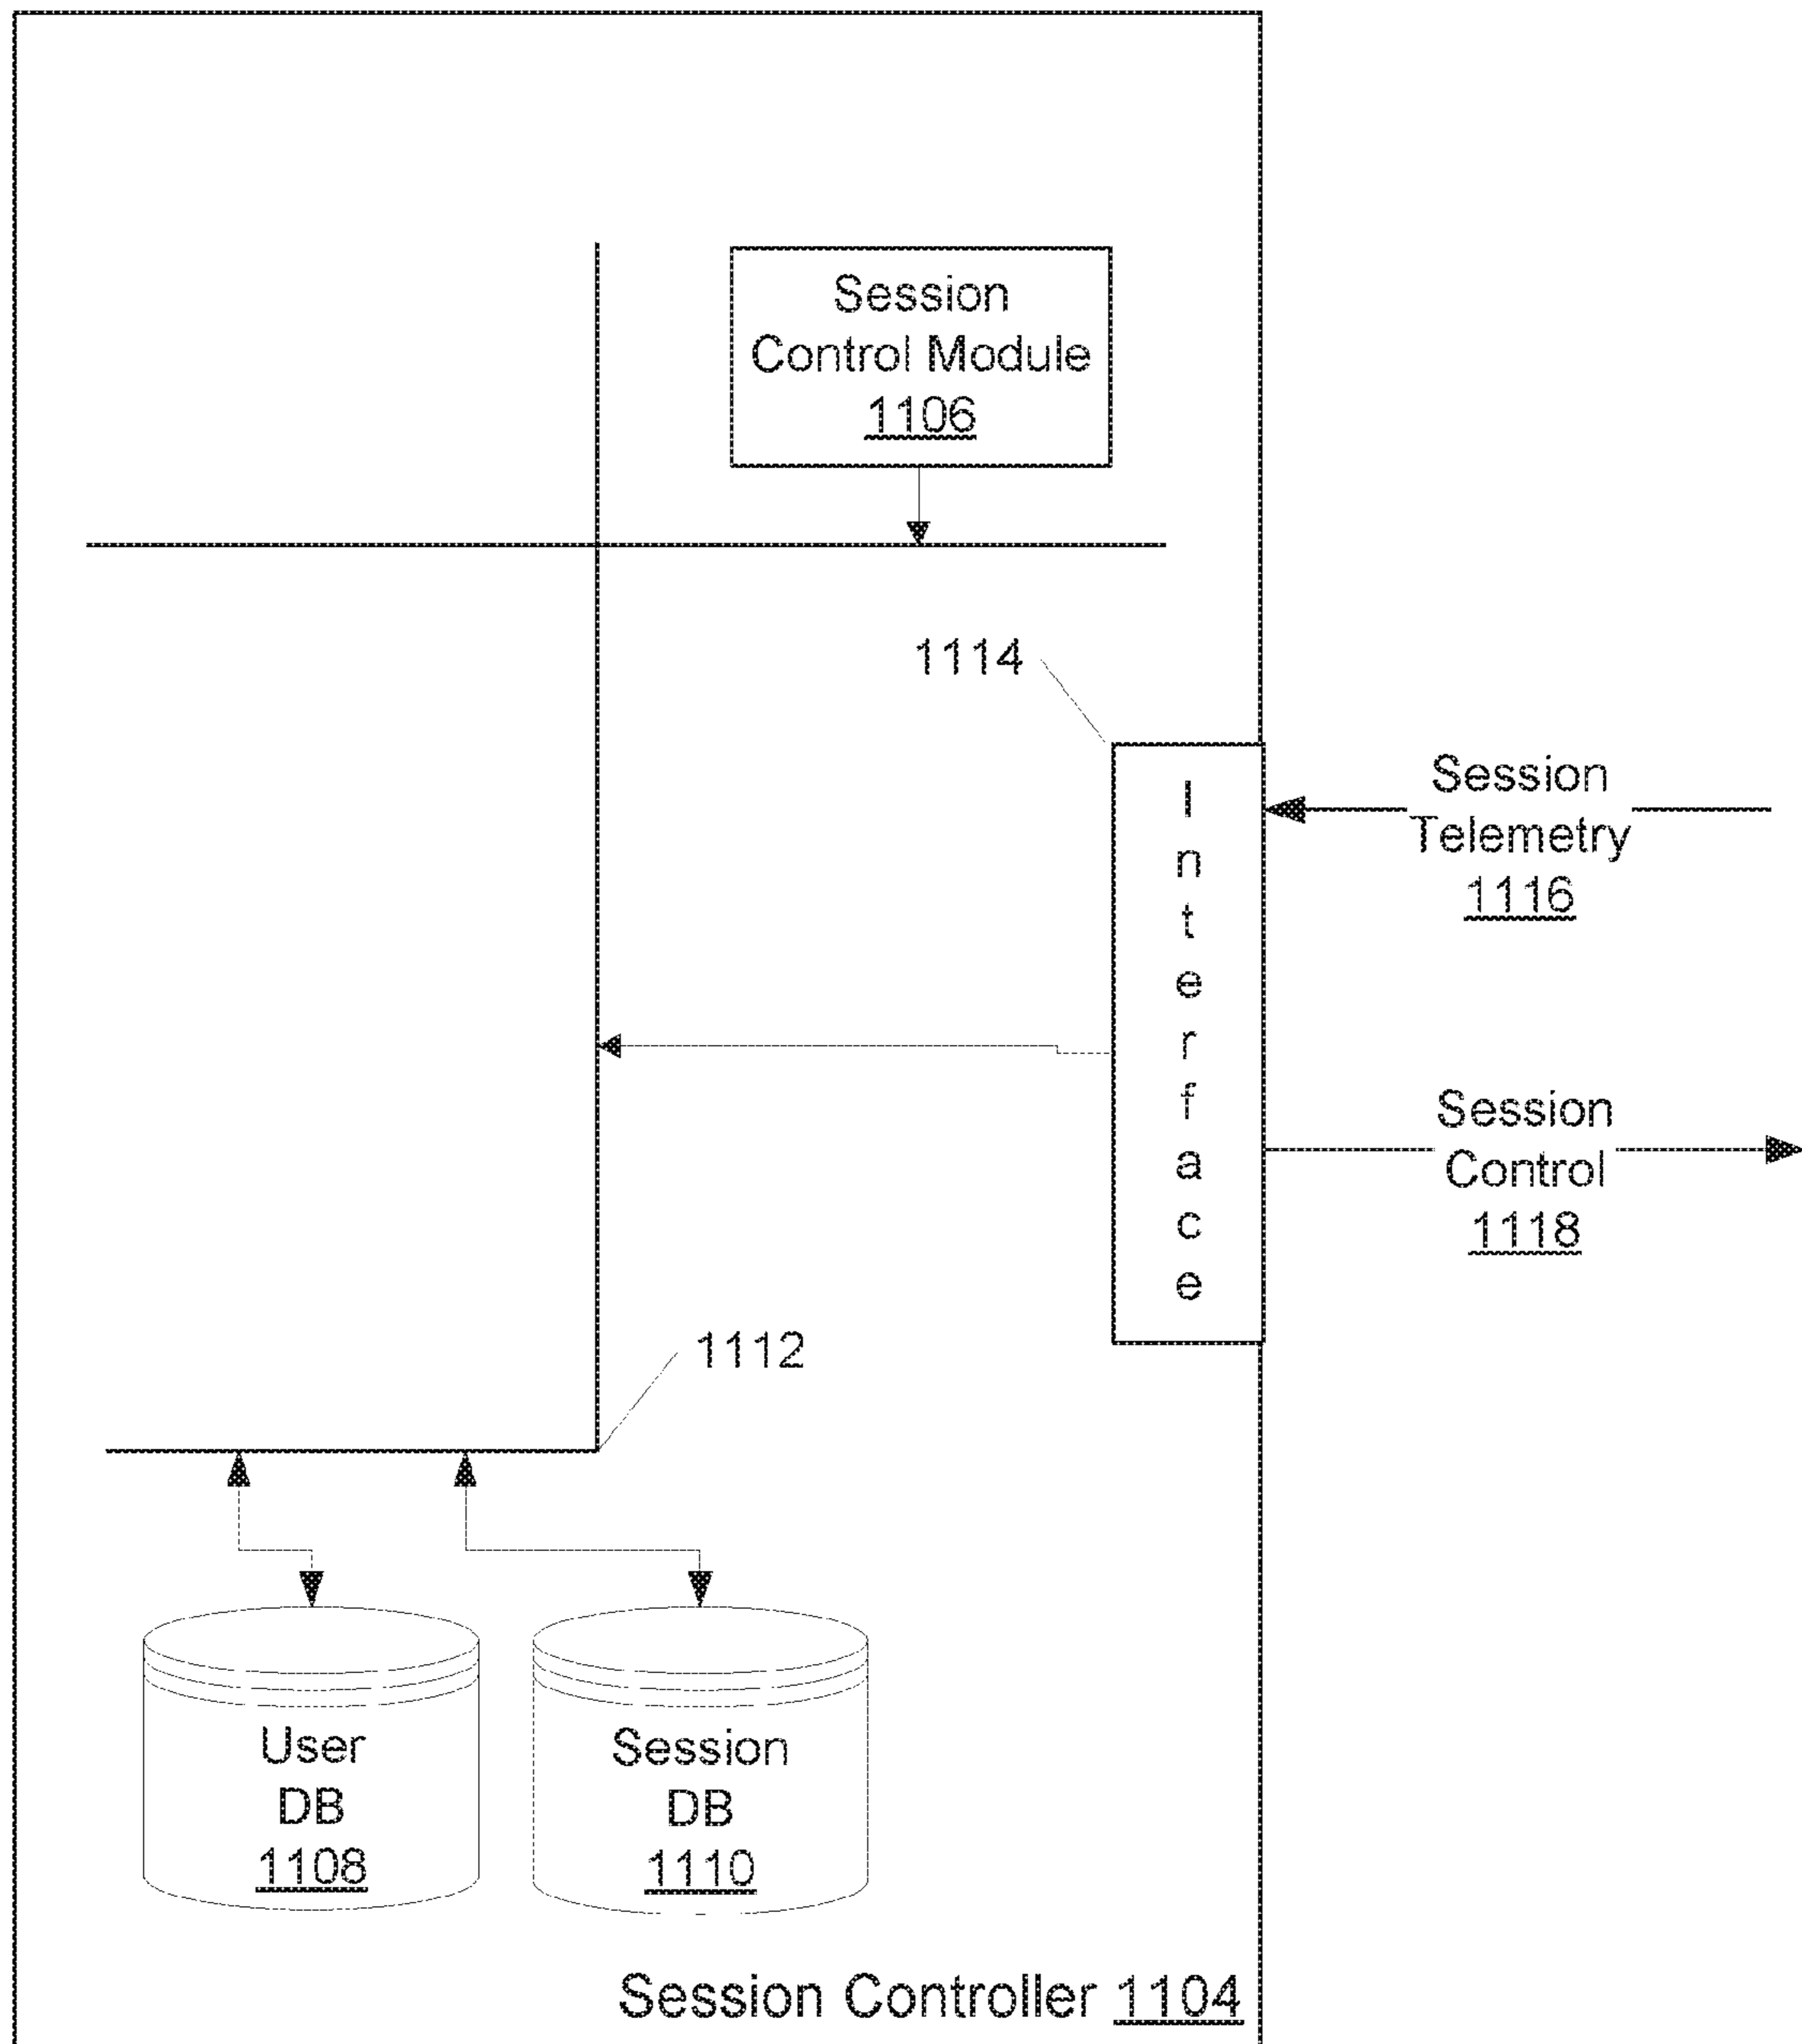 Session
Control Module
1106
1114
Interface
Session
Telemetry
1116
Session
Control
1118
1112
User
DB
1108
Session
DB
1110
Session Controller 1104